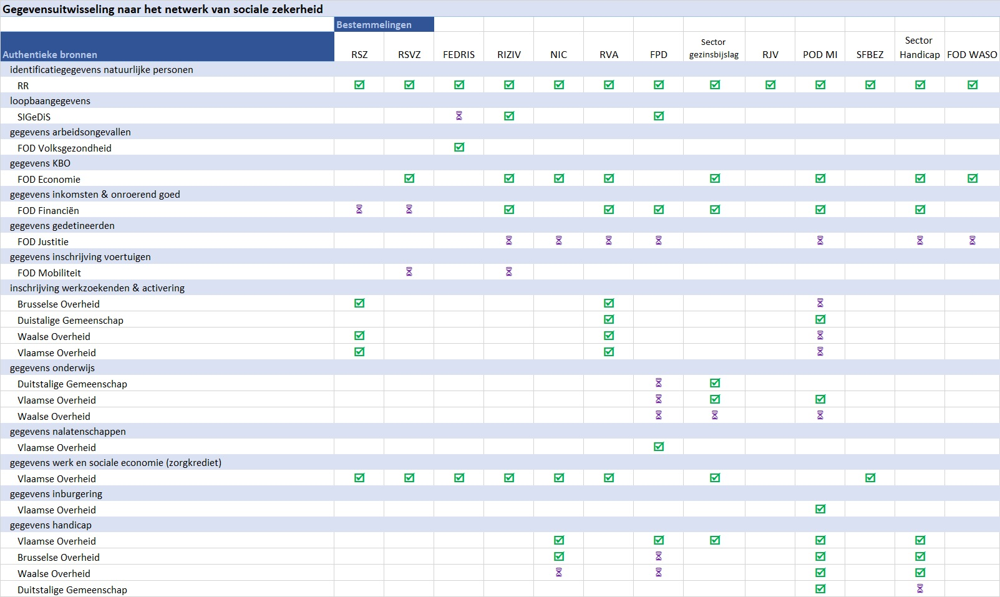 Gegevensuitwisseling naar het netwerk van sociale zekerheid
Bestemmelingen
Authentieke bronnen RSZ RSVZ FEDRIS RIZIV NIC RVA FPD Sector gezinsbijslag RJV POD MI SFBEZ Sector Handicap FOD WASO
identificatiegegevens natuurlijke personen
RR
loopbaangegevens
SIGeDiS
gegevens arbeidsongevallen
FOD Volksgezondheid
gegevens KBO
FOD Economie
gegevens inkomsten & onroerend goed
FOD Financiën
gegevens gedetineerden
FOD Justitie
gegevens inschrijving voertuigen
FOD Mobiliteit
inschrijving werkzoekenden & activering
Brusselse Overheid
Duistalige Gemeenschap
Waalse Overheid
Vlaamse Overheid
gegevens onderwijs
Duitstalige Gemeenschap
Vlaamse Overheid
Waalse Overheid
gegevens nalatenschappen
Vlaamse Overheid
gegevens werk en sociale economie (zorgkrediet)
Vlaamse Overheid
gegevens inburgering
Vlaamse Overheid
gegevens handicap
Vlaamse Overheid
Brusselse Overheid
Waalse Overheid
Duitstalige Gemeenschap